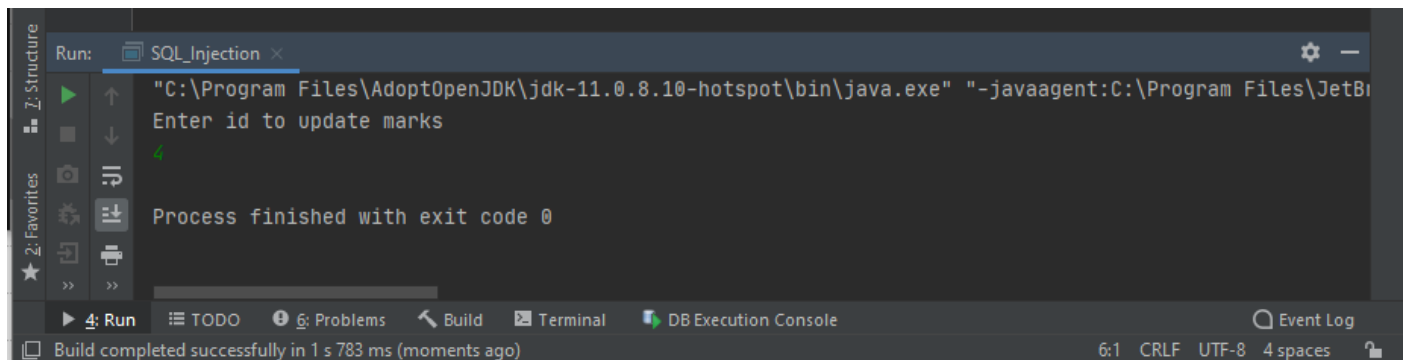 7: Structure
Run: SQL_Injection ×
"C:\Program Files\AdoptOpenJDK\jdk-11.0.8.10-hotspot\bin\java.exe" "-javaagent:C:\Program Files\JetBr
Enter id to update marks
4
Process finished with exit code 0
2: Favorites
>> >>
4: Run TODO 6: Problems Build Terminal DB Execution Console Event Log
Build completed successfully in 1 s 783 ms (moments ago) 6:1 CRLF UTF-8 4 spaces